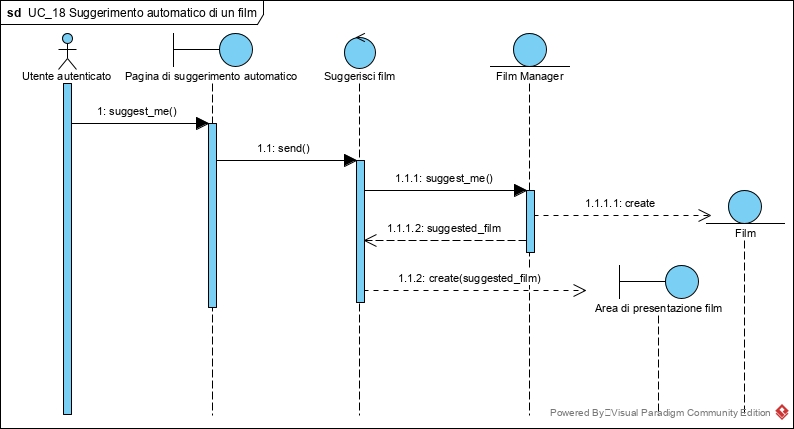 sd UC_18 Suggerimento automatico di un film
Utente autenticato
Pagina di suggerimento automatico
Suggerisci film
Film Manager
1: suggest_me()
1.1: send()
1.1.1: suggest_me()
1.1.1.1: create
1.1.1.2: suggested_film
Film
1.1.2: create(suggested_film)
Area di presentazione film
Powered By Visual Paradigm Community Edition